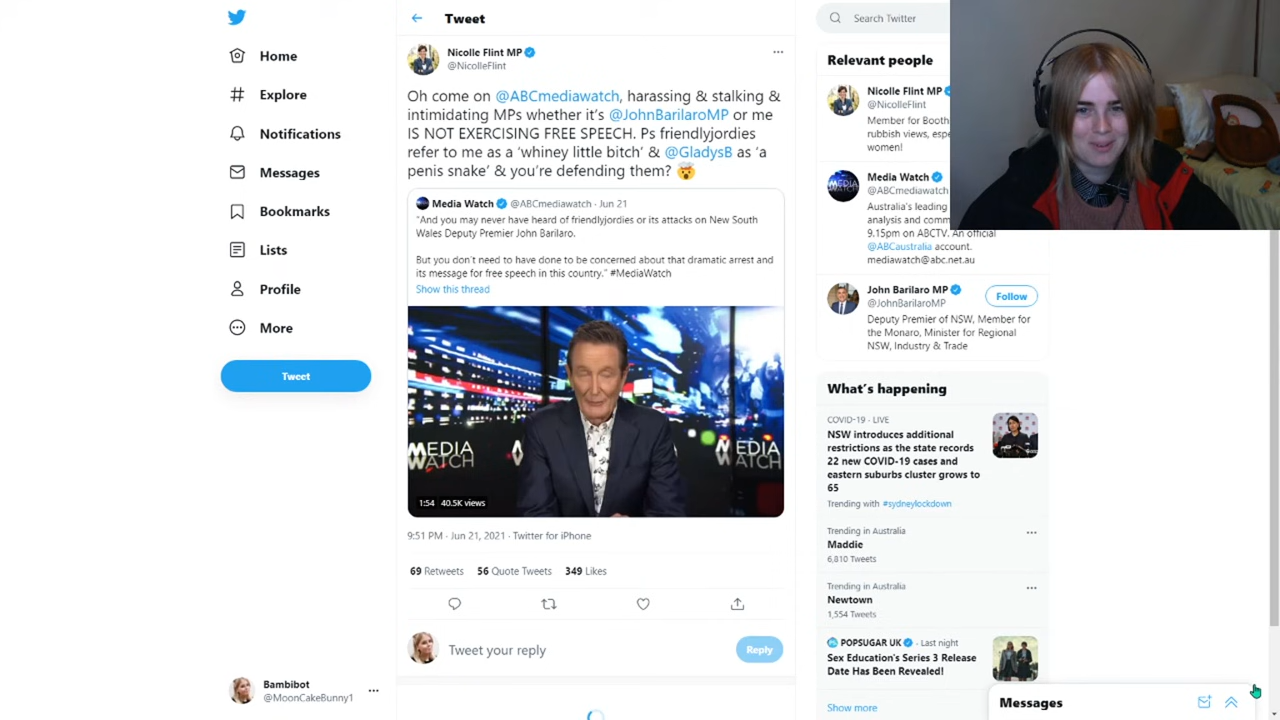 Home
Explore
Notifications
Messages
Bookmarks
Lists
Profile
More
Tweet
Bambibot
@MoonCakeBunny1
Tweet
Nicolle Flint MP
@NicolleFlint
Oh come on @ABCmediawatch, harassing & stalking &
intimidating MPs whether it's @JohnBarilaroMP or me
IS NOT EXERCISING FREE SPEECH. Ps friendlyjordies
refer to me as a 'whiney little bitch' & @GladysB as 'a
penis snake' & you're defending them? 🤯
Media Watch @ABCmediawatch · Jun 21
"And you may never have heard of friendlyjordies or its attacks on New South
Wales Deputy Premier John Barilaro.
But you don't need to have done to be concerned about that dramatic arrest and
its message for free speech in this country." #MediaWatch
Show this thread
MEDIA
WATCH
MEDIA
WATCH
1:54 40.5K views
9:51 PM · Jun 21, 2021 · Twitter for iPhone
69 Retweets 56 Quote Tweets 349 Likes
Tweet your reply
Reply
Search Twitter
Relevant people
Nicolle Flint MP
@NicolleFlint
Member for Booth
rubbish views, espe
women!
Media Watch
@ABCmediawatch
Australia's leading
analysis and comm
9.15pm on ABCTV. An official
@ABCaustralia account.
mediawatch@abc.net.au
John Barilaro MP
@JohnBarilaroMP
Follow
Deputy Premier of NSW, Member for
the Monaro, Minister for Regional
NSW, Industry & Trade
What's happening
COVID-19 · LIVE
NSW introduces additional
restrictions as the state records
22 new COVID-19 cases and
eastern suburbs cluster grows to
65
Trending with #sydneylockdown
Trending in Australia
Maddie
6,810 Tweets
Trending in Australia
Newtown
1,554 Tweets
POPSUGAR UK · Last night
Sex Education's Series 3 Release
Date Has Been Revealed!
Show more
Messages